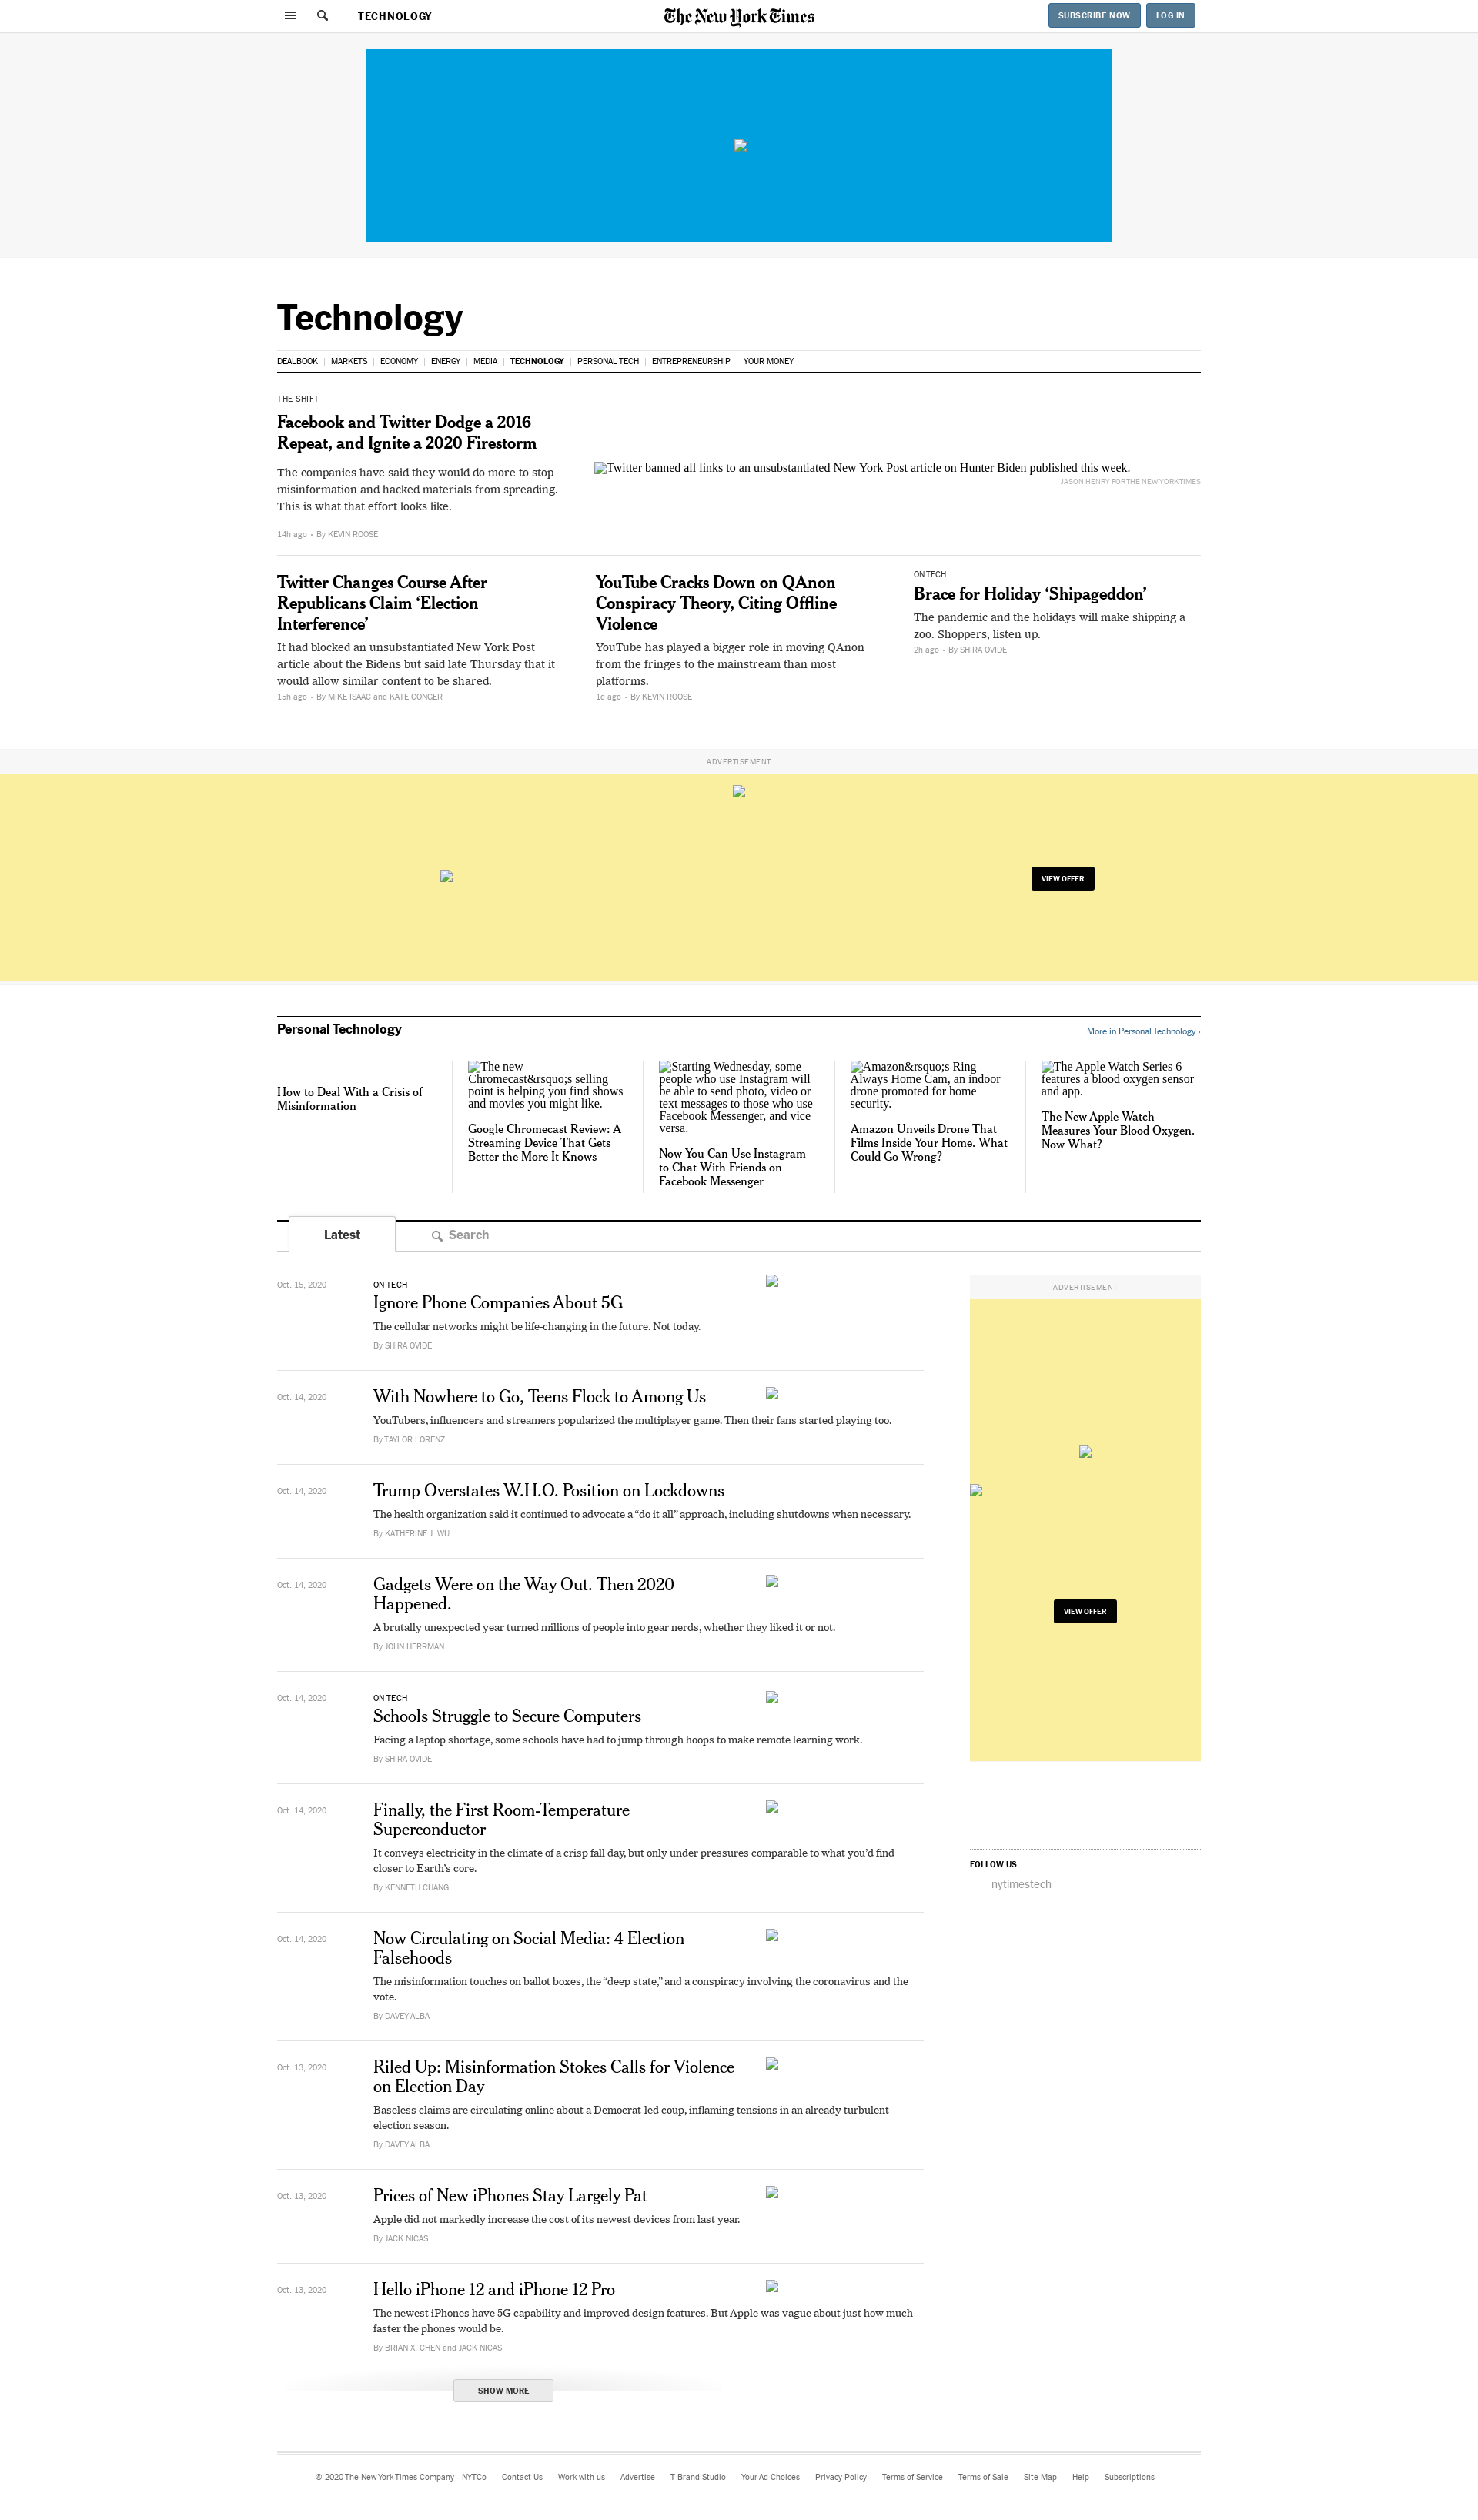 TECHNOLOGY
The New York Times
SUBSCRIBE NOW
LOG IN
Technology
DEALBOOK
MARKETS
ECONOMY
ENERGY
MEDIA
TECHNOLOGY
PERSONAL TECH
ENTREPRENEURSHIP
YOUR MONEY
THE SHIFT
Facebook and Twitter Dodge a 2016
Repeat, and Ignite a 2020 Firestorm
The companies have said they would do more to stop
misinformation and hacked materials from spreading.
This is what that effort looks like.
14h ago • By KEVIN ROOSE
Twitter banned all links to an unsubstantiated New York Post article on Hunter Biden published this week.
JASON HENRY FOR THE NEW YORK TIMES
Twitter Changes Course After
Republicans Claim ‘Election
Interference’
It had blocked an unsubstantiated New York Post
article about the Bidens but said late Thursday that it
would allow similar content to be shared.
15h ago • By MIKE ISAAC and KATE CONGER
YouTube Cracks Down on QAnon
Conspiracy Theory, Citing Offline
Violence
YouTube has played a bigger role in moving QAnon
from the fringes to the mainstream than most
platforms.
1d ago • By KEVIN ROOSE
ON TECH
Brace for Holiday ‘Shipageddon’
The pandemic and the holidays will make shipping a
zoo. Shoppers, listen up.
2h ago • By SHIRA OVIDE
ADVERTISEMENT
VIEW OFFER
Personal Technology
More in Personal Technology ›
How to Deal With a Crisis of
Misinformation
The new
Chromecast&rsquo;s selling
point is helping you find shows
and movies you might like.
Google Chromecast Review: A
Streaming Device That Gets
Better the More It Knows
Starting Wednesday, some
people who use Instagram will
be able to send photo, video or
text messages to those who use
Facebook Messenger, and vice
versa.
Now You Can Use Instagram
to Chat With Friends on
Facebook Messenger
Amazon&rsquo;s Ring
Always Home Cam, an indoor
drone promoted for home
security.
Amazon Unveils Drone That
Films Inside Your Home. What
Could Go Wrong?
The Apple Watch Series 6
features a blood oxygen sensor
and app.
The New Apple Watch
Measures Your Blood Oxygen.
Now What?
Latest
Search
Oct. 15, 2020
ON TECH
Ignore Phone Companies About 5G
The cellular networks might be life-changing in the future. Not today.
By SHIRA OVIDE
Oct. 14, 2020
With Nowhere to Go, Teens Flock to Among Us
YouTubers, influencers and streamers popularized the multiplayer game. Then their fans started playing too.
By TAYLOR LORENZ
Oct. 14, 2020
Trump Overstates W.H.O. Position on Lockdowns
The health organization said it continued to advocate a “do it all” approach, including shutdowns when necessary.
By KATHERINE J. WU
Oct. 14, 2020
Gadgets Were on the Way Out. Then 2020
Happened.
A brutally unexpected year turned millions of people into gear nerds, whether they liked it or not.
By JOHN HERRMAN
Oct. 14, 2020
ON TECH
Schools Struggle to Secure Computers
Facing a laptop shortage, some schools have had to jump through hoops to make remote learning work.
By SHIRA OVIDE
Oct. 14, 2020
Finally, the First Room-Temperature
Superconductor
It conveys electricity in the climate of a crisp fall day, but only under pressures comparable to what you’d find
closer to Earth’s core.
By KENNETH CHANG
Oct. 14, 2020
Now Circulating on Social Media: 4 Election
Falsehoods
The misinformation touches on ballot boxes, the “deep state,” and a conspiracy involving the coronavirus and the
vote.
By DAVEY ALBA
Oct. 13, 2020
Riled Up: Misinformation Stokes Calls for Violence
on Election Day
Baseless claims are circulating online about a Democrat-led coup, inflaming tensions in an already turbulent
election season.
By DAVEY ALBA
Oct. 13, 2020
Prices of New iPhones Stay Largely Pat
Apple did not markedly increase the cost of its newest devices from last year.
By JACK NICAS
Oct. 13, 2020
Hello iPhone 12 and iPhone 12 Pro
The newest iPhones have 5G capability and improved design features. But Apple was vague about just how much
faster the phones would be.
By BRIAN X. CHEN and JACK NICAS
SHOW MORE
ADVERTISEMENT
VIEW OFFER
FOLLOW US
nytimestech
© 2020 The New York Times Company
NYTCo
Contact Us
Work with us
Advertise
T Brand Studio
Your Ad Choices
Privacy Policy
Terms of Service
Terms of Sale
Site Map
Help
Subscriptions